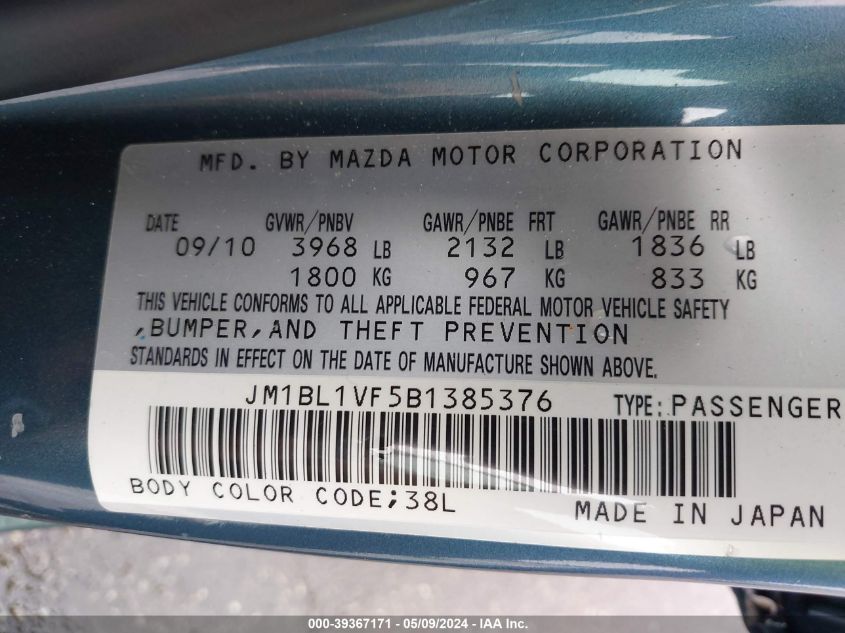 MFD. BY MAZDA MOTOR CORPORATION
DATE GVWR/PNBV GAWR/PNBE FRT GAWR/PNBE RR
09/10 3968 LB 2132 LB 1836 LB
1800 KG 967 KG 833 KG
THIS VEHICLE CONFORMS TO ALL APPLICABLE FEDERAL MOTOR VEHICLE SAFETY
,BUMPER,AND THEFT PREVENTION
STANDARDS IN EFFECT ON THE DATE OF MANUFACTURE SHOWN ABOVE.
JM1BL1VF5B1385376 TYPE:PASSENGER
BODY COLOR CODE;38L
MADE IN JAPAN
000-39367171 — 05/09/2024 — IAA Inc.